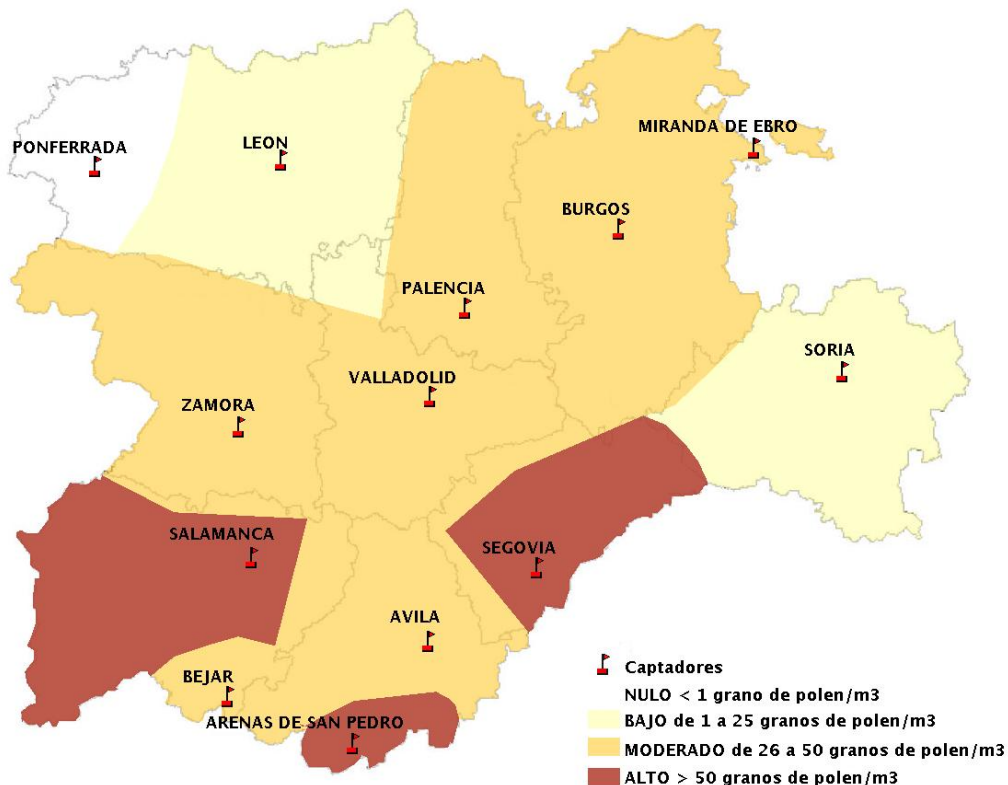 MIRANDA DE EBRO
LEON
PONFERRADA
BURGOS
PALENCIA
SORIA
VALLADOLID
ZAMORA
SALAMANCA
SEGOVIA
AVILA
BEJAR
ARENAS DE SAN PEDRO
Captadores
NULO < 1 grano de polen/m3
BAJO de 1 a 25 granos de polen/m3
MODERADO de 26 a 50 granos de polen/m3
ALTO > 50 granos de polen/m3